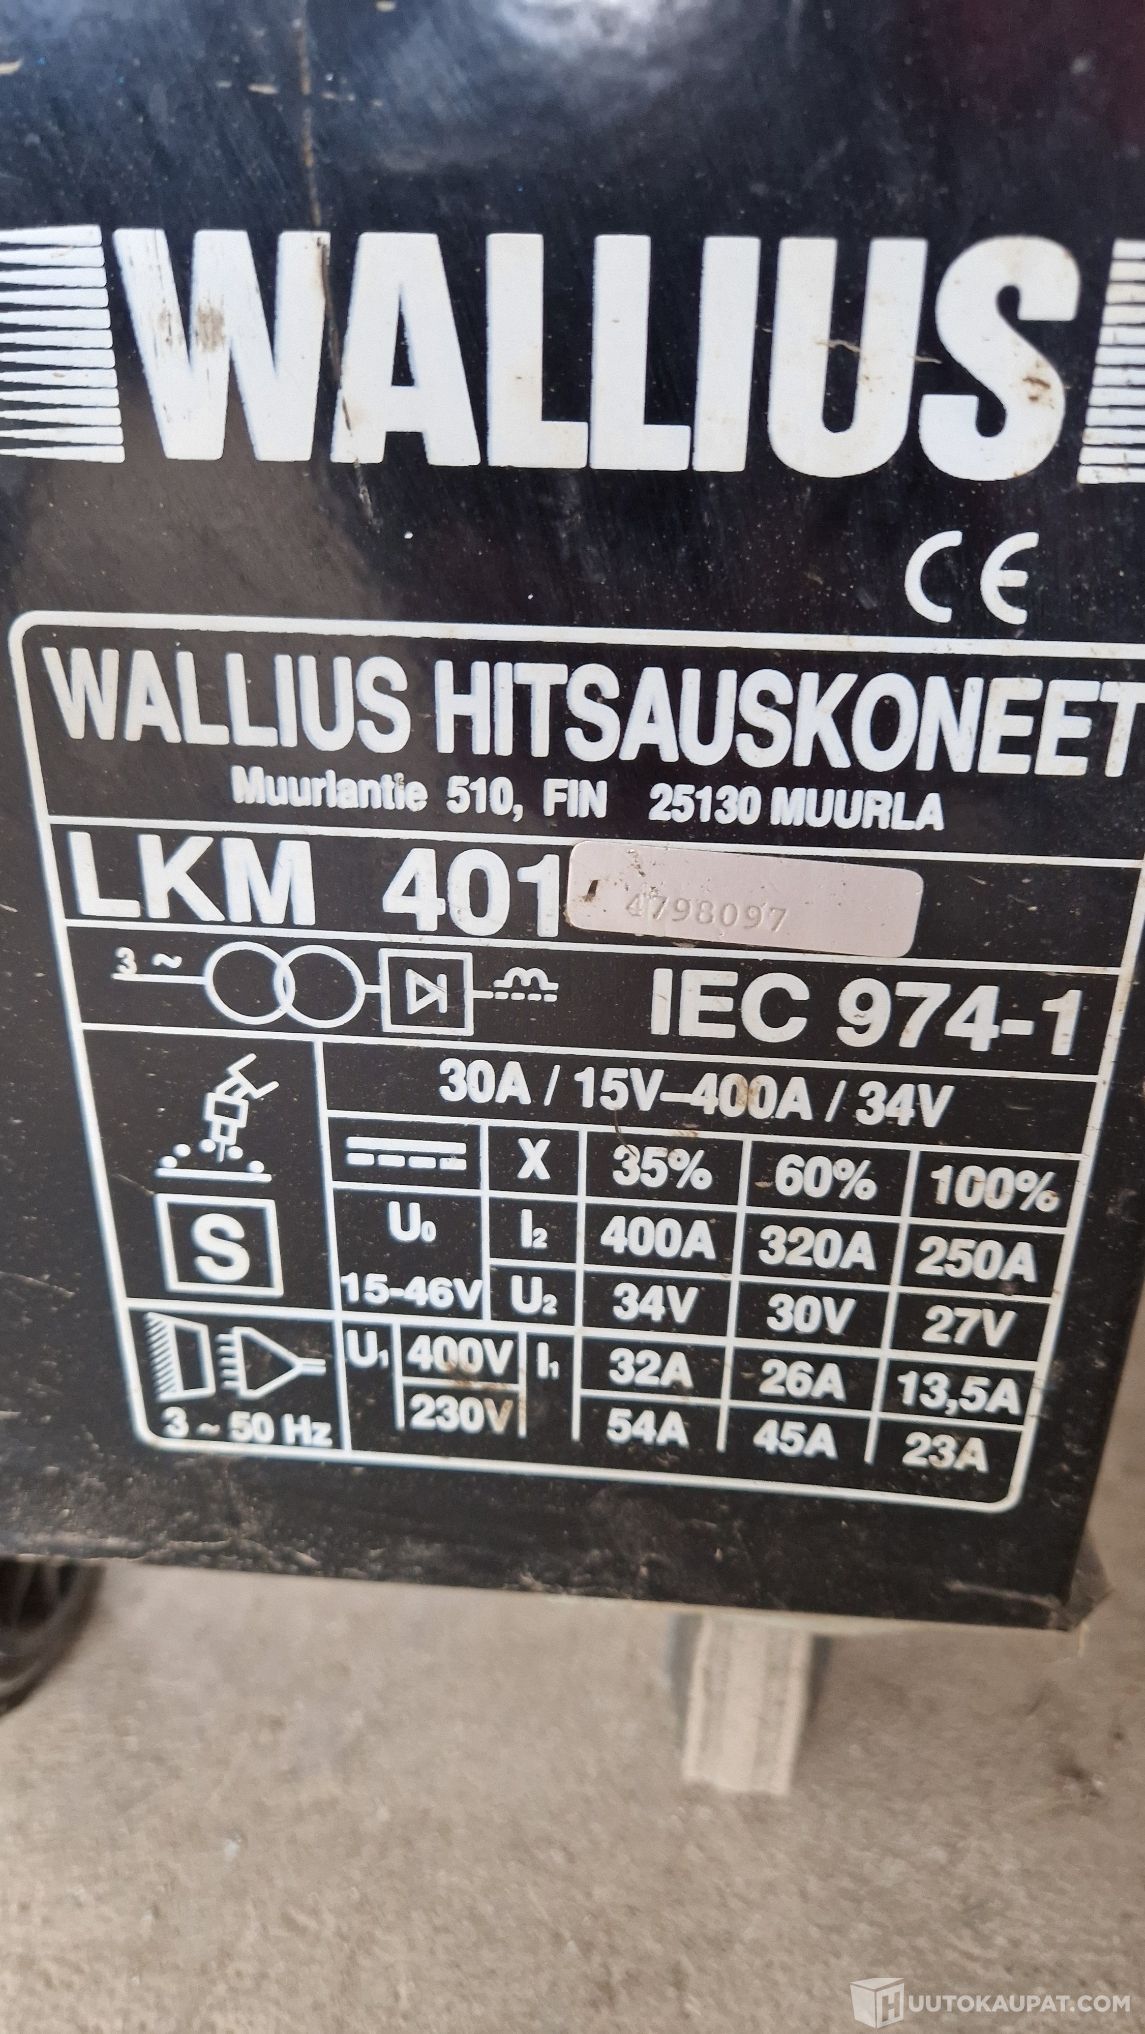 WALLIUS
CE
WALLIUS HITSAUSKONEET
Muurlantie 510, FIN 25130 MUURLA
LKM 401 4798097
3 ~ IEC 974-1
30A / 15V–400A / 34V
X 35% 60% 100%
U₀ I₂ 400A 320A 250A
S 15-46V U₂ 34V 30V 27V
U₁ 400V I₁ 32A 26A 13,5A
3 ~ 50 Hz 230V 54A 45A 23A
HUUTOKAUPAT.COM